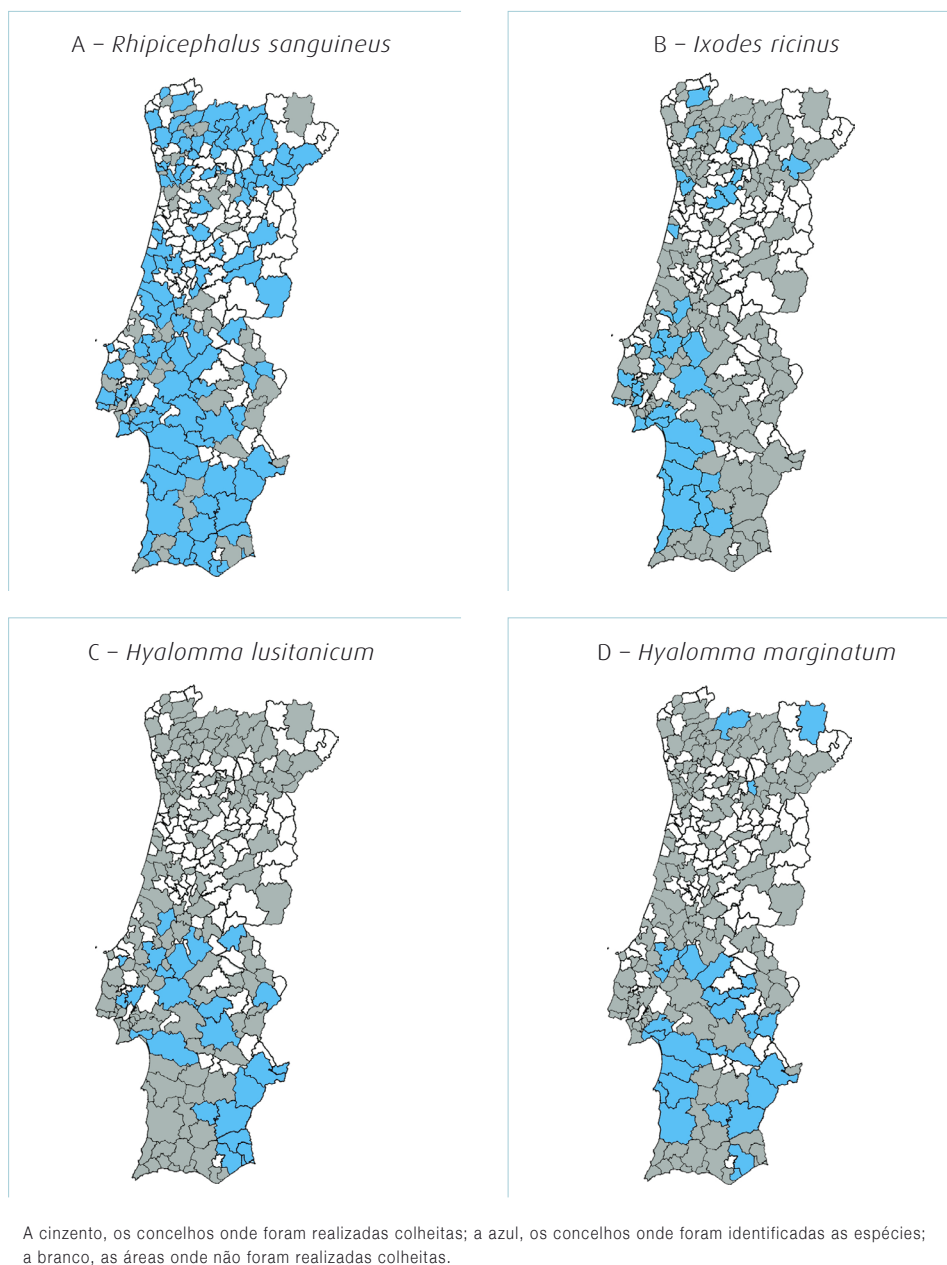 A – Rhipicephalus sanguineus
B – Ixodes ricinus
C – Hyalomma lusitanicum
D – Hyalomma marginatum
A cinzento, os concelhos onde foram realizadas colheitas; a azul, os concelhos onde foram identificadas as espécies;
a branco, as áreas onde não foram realizadas colheitas.